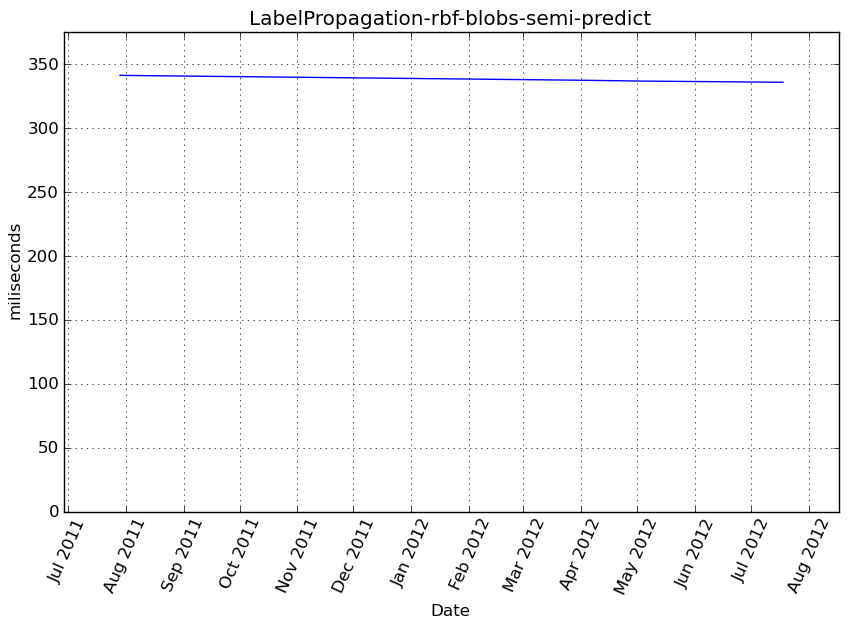 LabelPropagation-rbf-blobs-semi-predict
350
300
250
200
150
100
50
0
miliseconds
Jul 2011
Aug 2011
Sep 2011
Oct 2011
Nov 2011
Dec 2011
Jan 2012
Feb 2012
Mar 2012
Apr 2012
May 2012
Jun 2012
Jul 2012
Aug 2012
Date